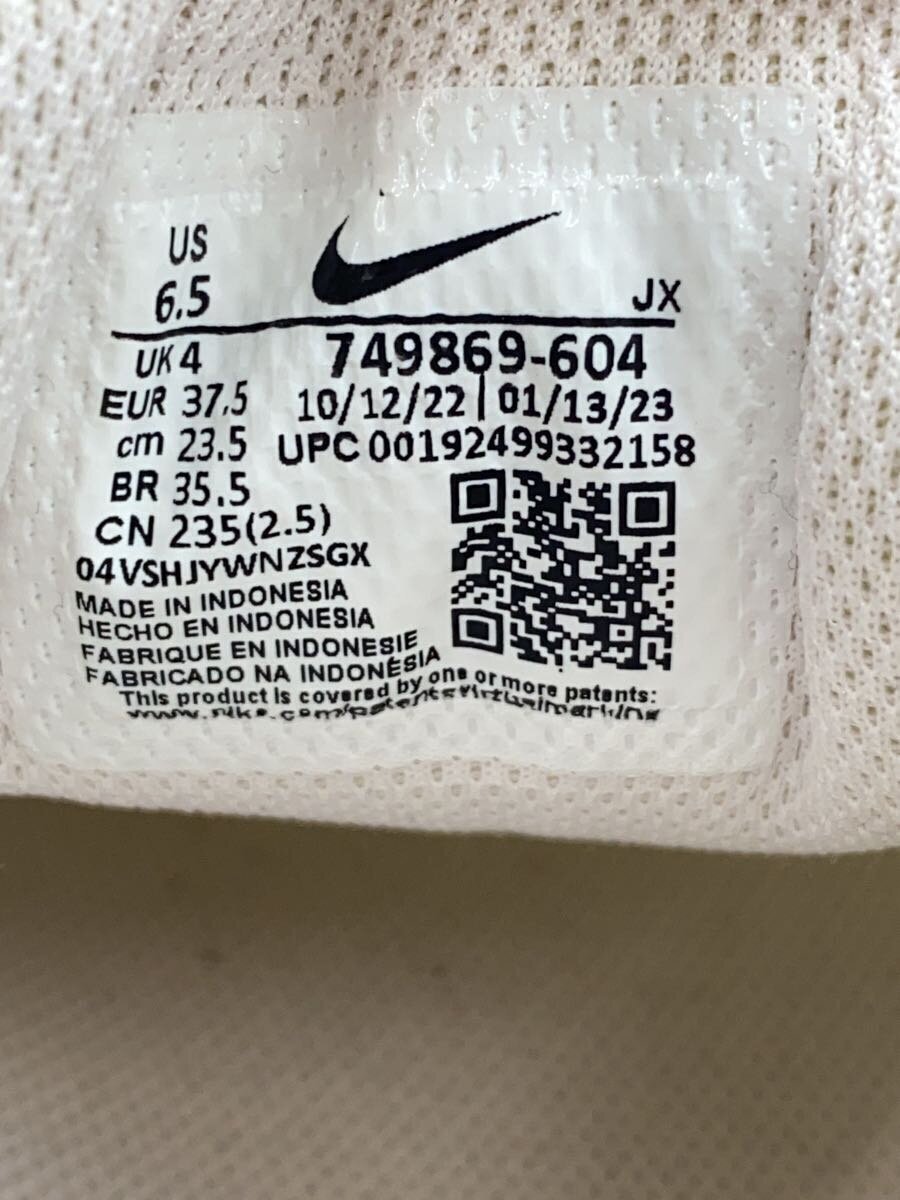 US
6.5
JX
UK 4
749869-604
EUR 37.5
10/12/22 | 01/13/23
cm 23.5
UPC 00192499332158
BR 35.5
CN 235(2.5)
04VSHJYWNZSGX
MADE IN INDONESIA
HECHO EN INDONESIA
FABRIQUE EN INDONESIE
FABRICADO NA INDONÉSIA
This product is covered by one or more patents: